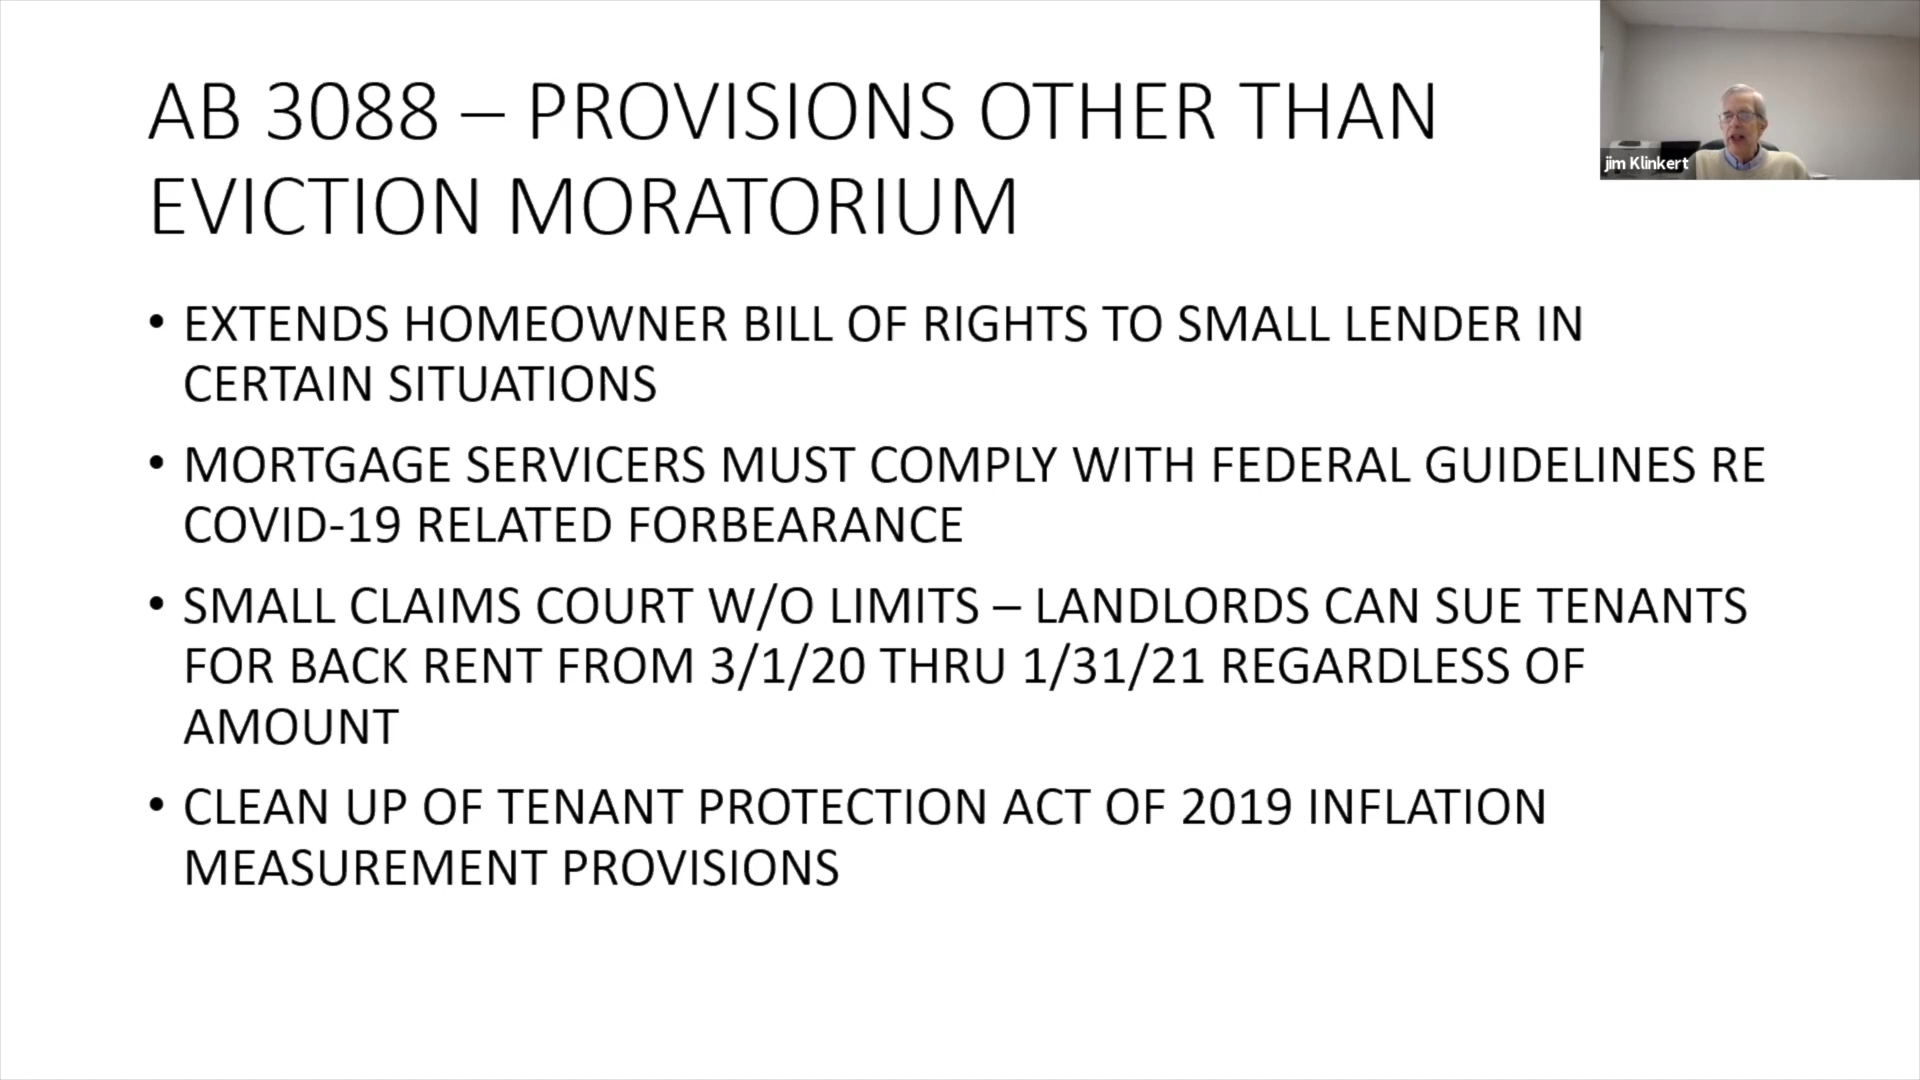 AB 3088 – PROVISIONS OTHER THAN
EVICTION MORATORIUM
jim Klinkert
• EXTENDS HOMEOWNER BILL OF RIGHTS TO SMALL LENDER IN
CERTAIN SITUATIONS
• MORTGAGE SERVICERS MUST COMPLY WITH FEDERAL GUIDELINES RE
COVID-19 RELATED FORBEARANCE
• SMALL CLAIMS COURT W/O LIMITS – LANDLORDS CAN SUE TENANTS
FOR BACK RENT FROM 3/1/20 THRU 1/31/21 REGARDLESS OF
AMOUNT
• CLEAN UP OF TENANT PROTECTION ACT OF 2019 INFLATION
MEASUREMENT PROVISIONS